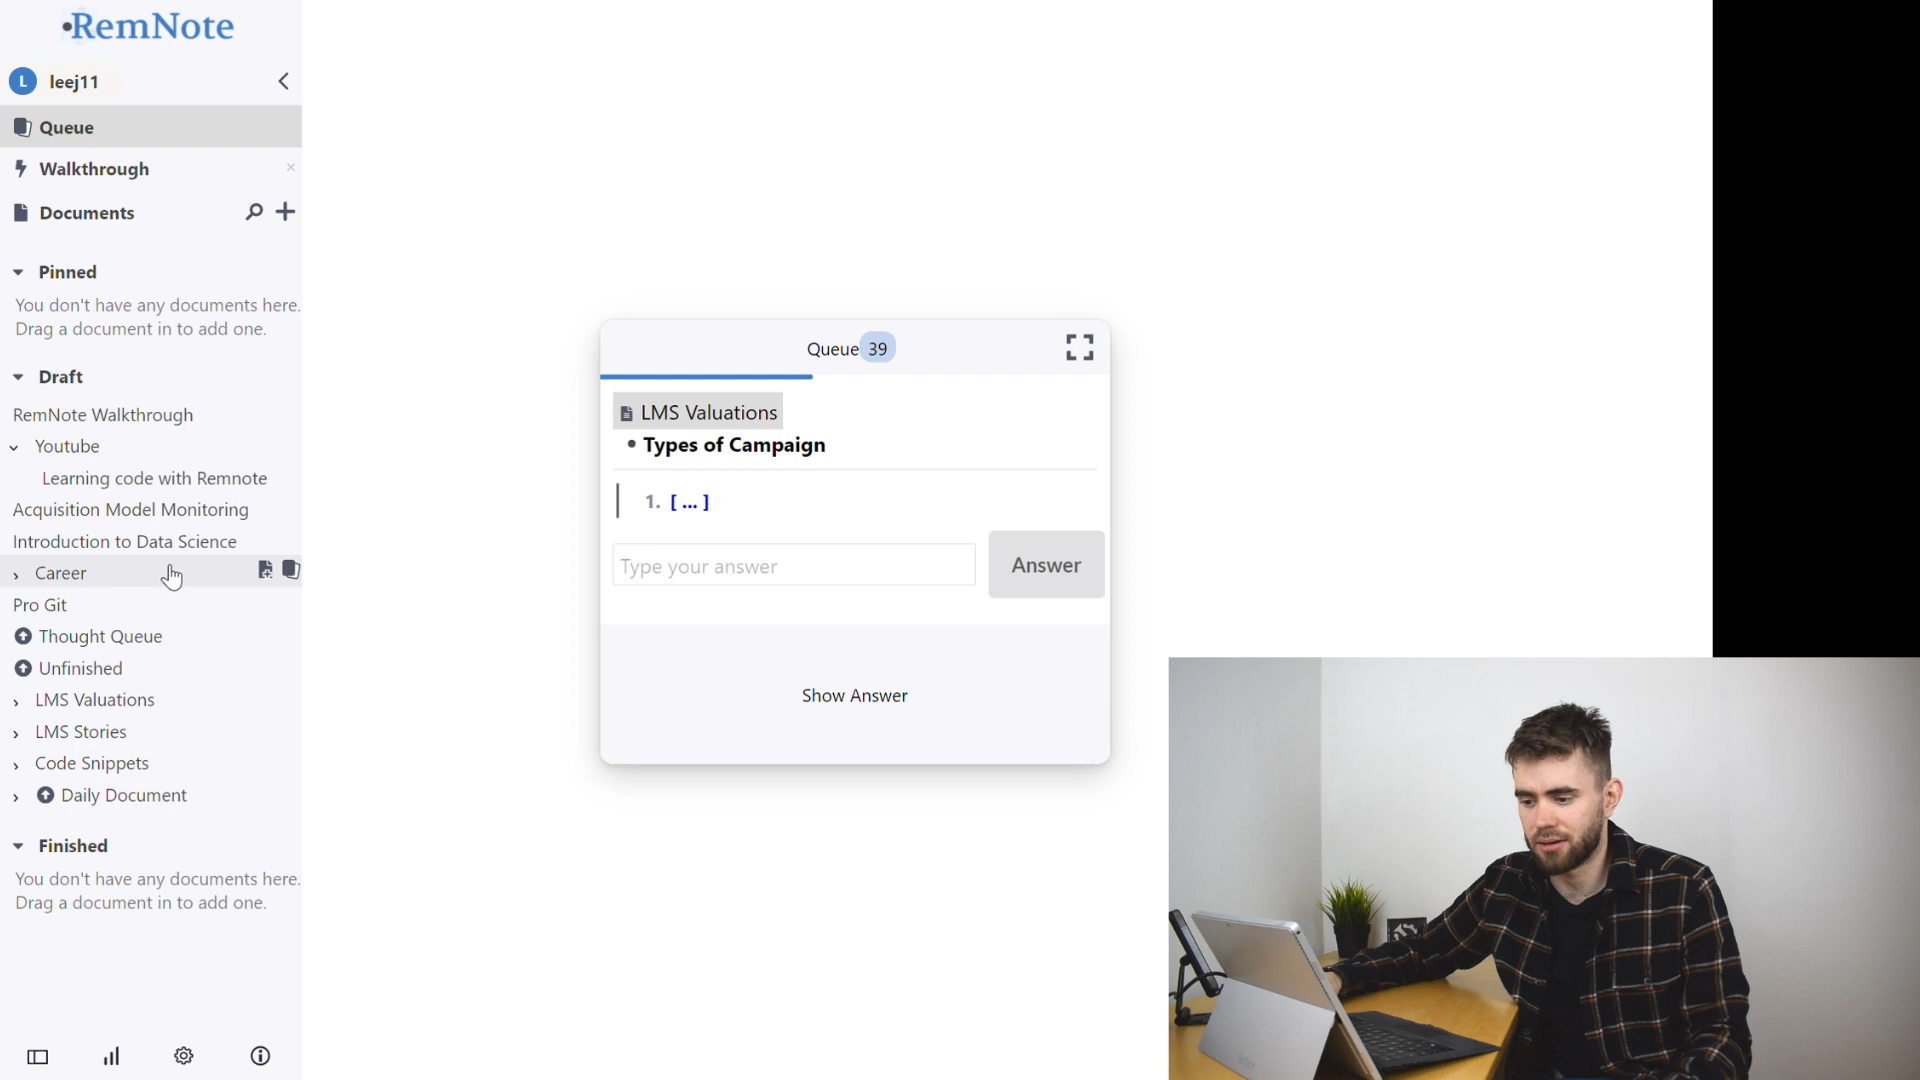 RemNote
L leej11
Queue
Walkthrough
Documents
Pinned
You don't have any documents here.
Drag a document in to add one.
Draft
RemNote Walkthrough
Youtube
Learning code with Remnote
Acquisition Model Monitoring
Introduction to Data Science
Career
Pro Git
Thought Queue
Unfinished
LMS Valuations
LMS Stories
Code Snippets
Daily Document
Finished
You don't have any documents here.
Drag a document in to add one.
Queue 39
LMS Valuations
Types of Campaign
1. [ ... ]
Type your answer
Answer
Show Answer